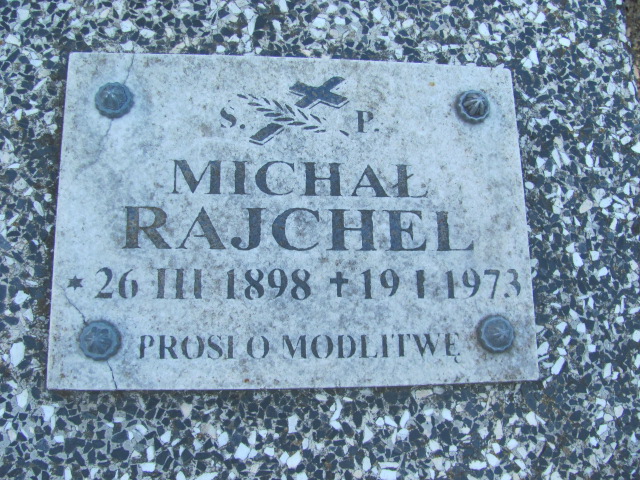 S. P.
MICHAŁ
RAJCHEL
* 26 III 1898 + 19 I 1973
PROSI O MODLITWĘ